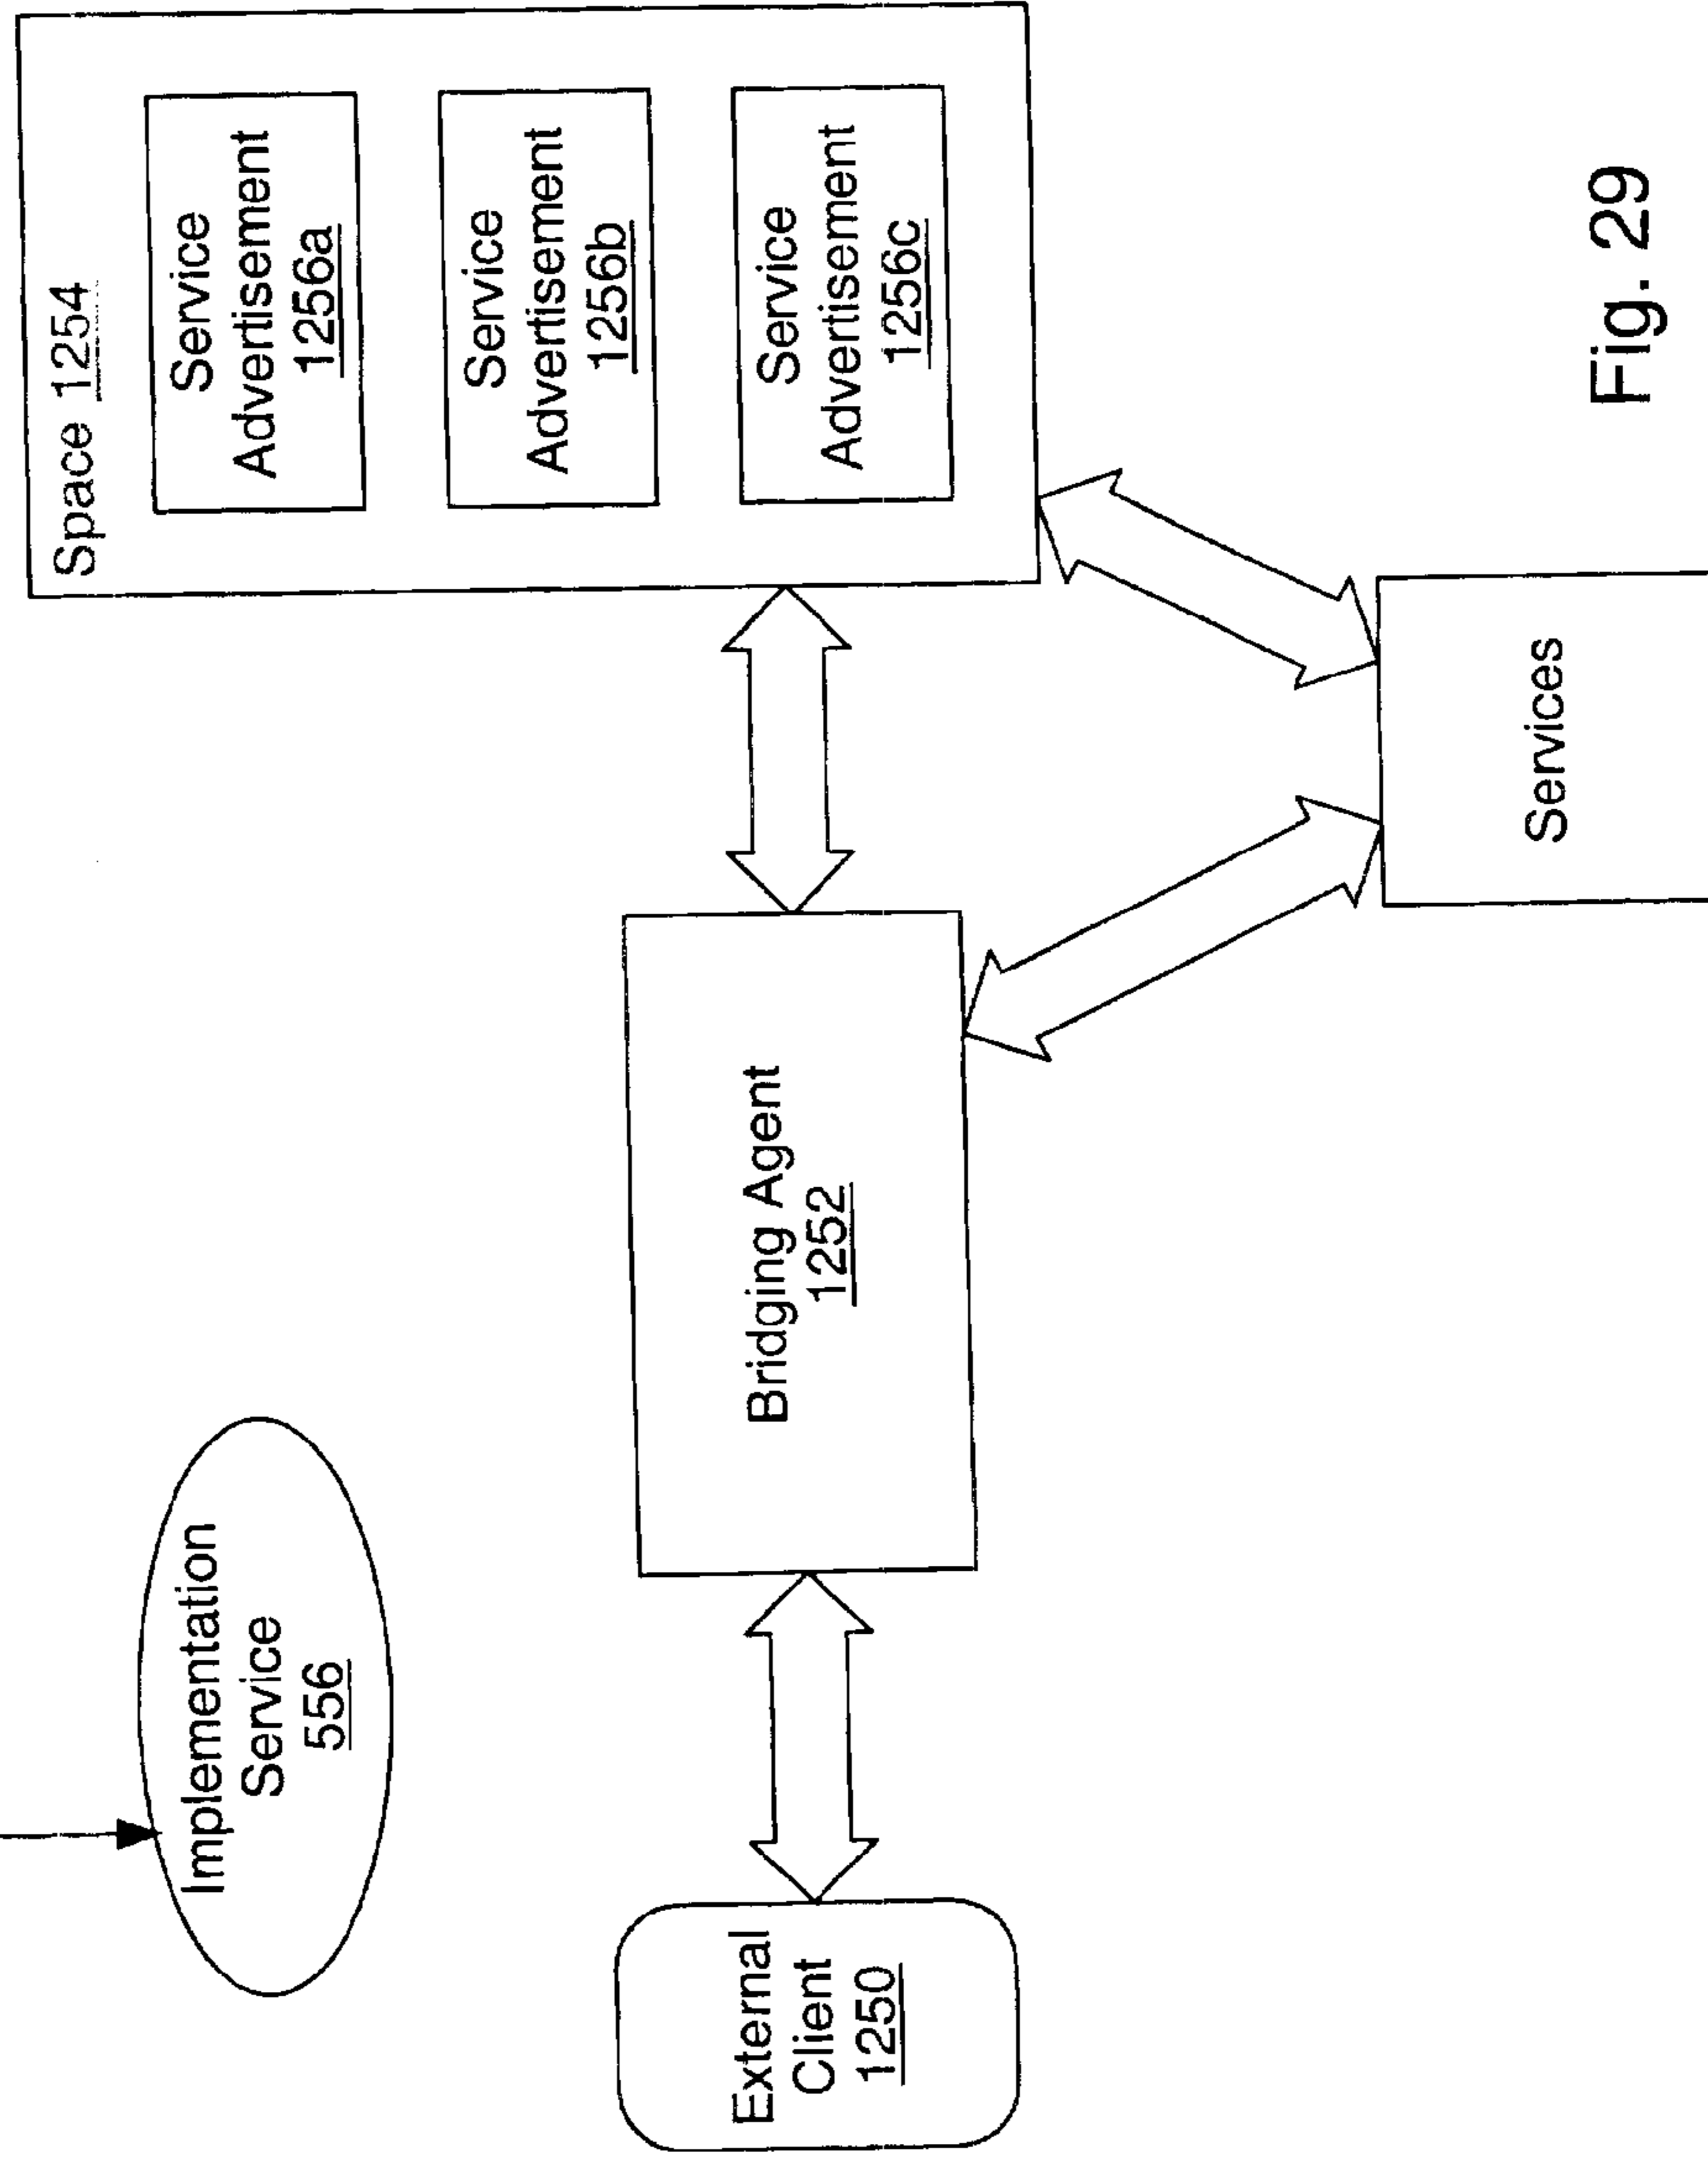 Implementation
Service
556
External
Client
1250
Bridging Agent
1252
Space 1254
Service
Advertisement
1256a
Service
Advertisement
1256b
Service
Advertisement
1256c
Services
Fig. 29